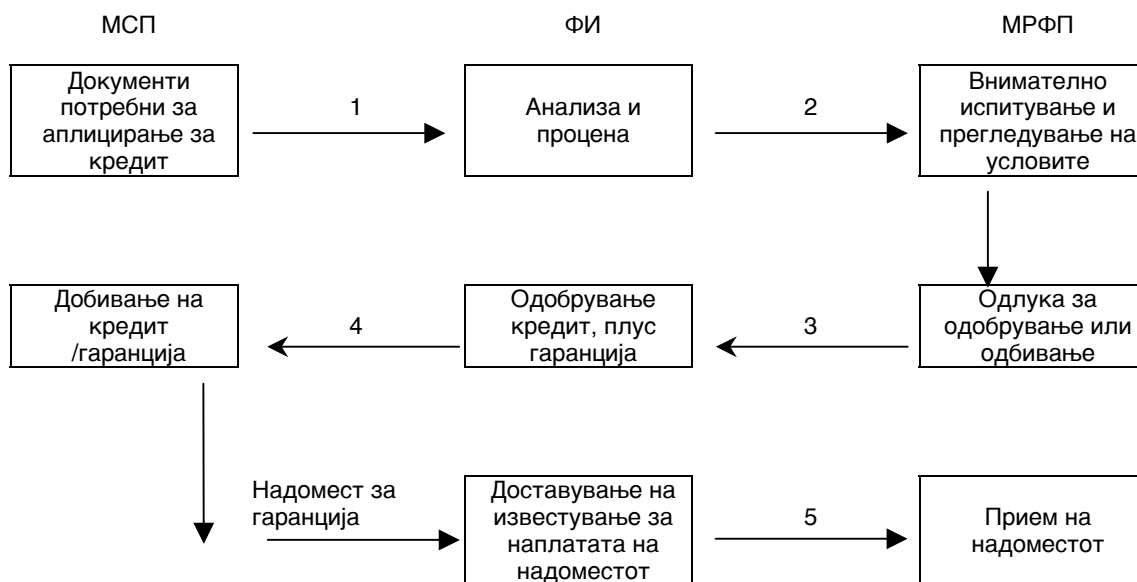 МСП
ФИ
МРФП
Документи
потребни за
аплицирање за
кредит
1
Анализа и
процена
2
Внимателно
испитување и
прегледување на
условите
Добивање на
кредит
/гаранција
4
Одобрување
кредит, плус
гаранција
3
Одлука за
одобрување или
одбивање
Надомест за
гаранција
Доставување на
известување за
наплатата на
надоместот
5
Прием на
надоместот